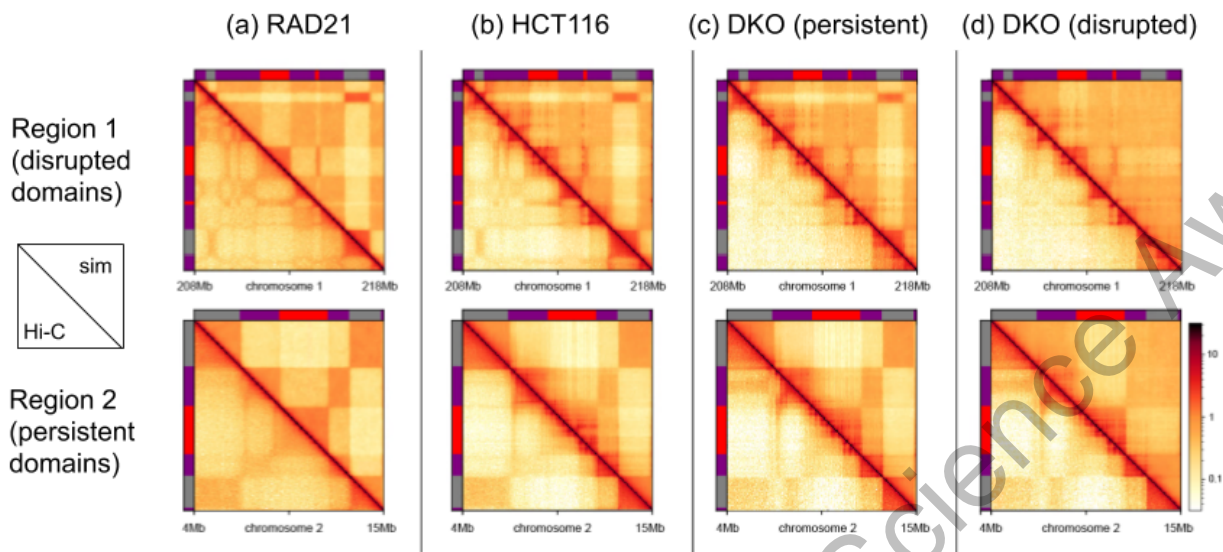 (a) RAD21
(b) HCT116
(c) DKO (persistent)
(d) DKO (disrupted)
Region 1
(disrupted
domains)
208Mb chromosome 1 218Mb
208Mb chromosome 1 218Mb
208Mb chromosome 1 218Mb
208Mb chromosome 1 218Mb
sim
Hi-C
Region 2
(persistent
domains)
4Mb chromosome 2 15Mb
4Mb chromosome 2 15Mb
4Mb chromosome 2 15Mb
4Mb chromosome 2 15Mb
10
1
0.1
Science Aw